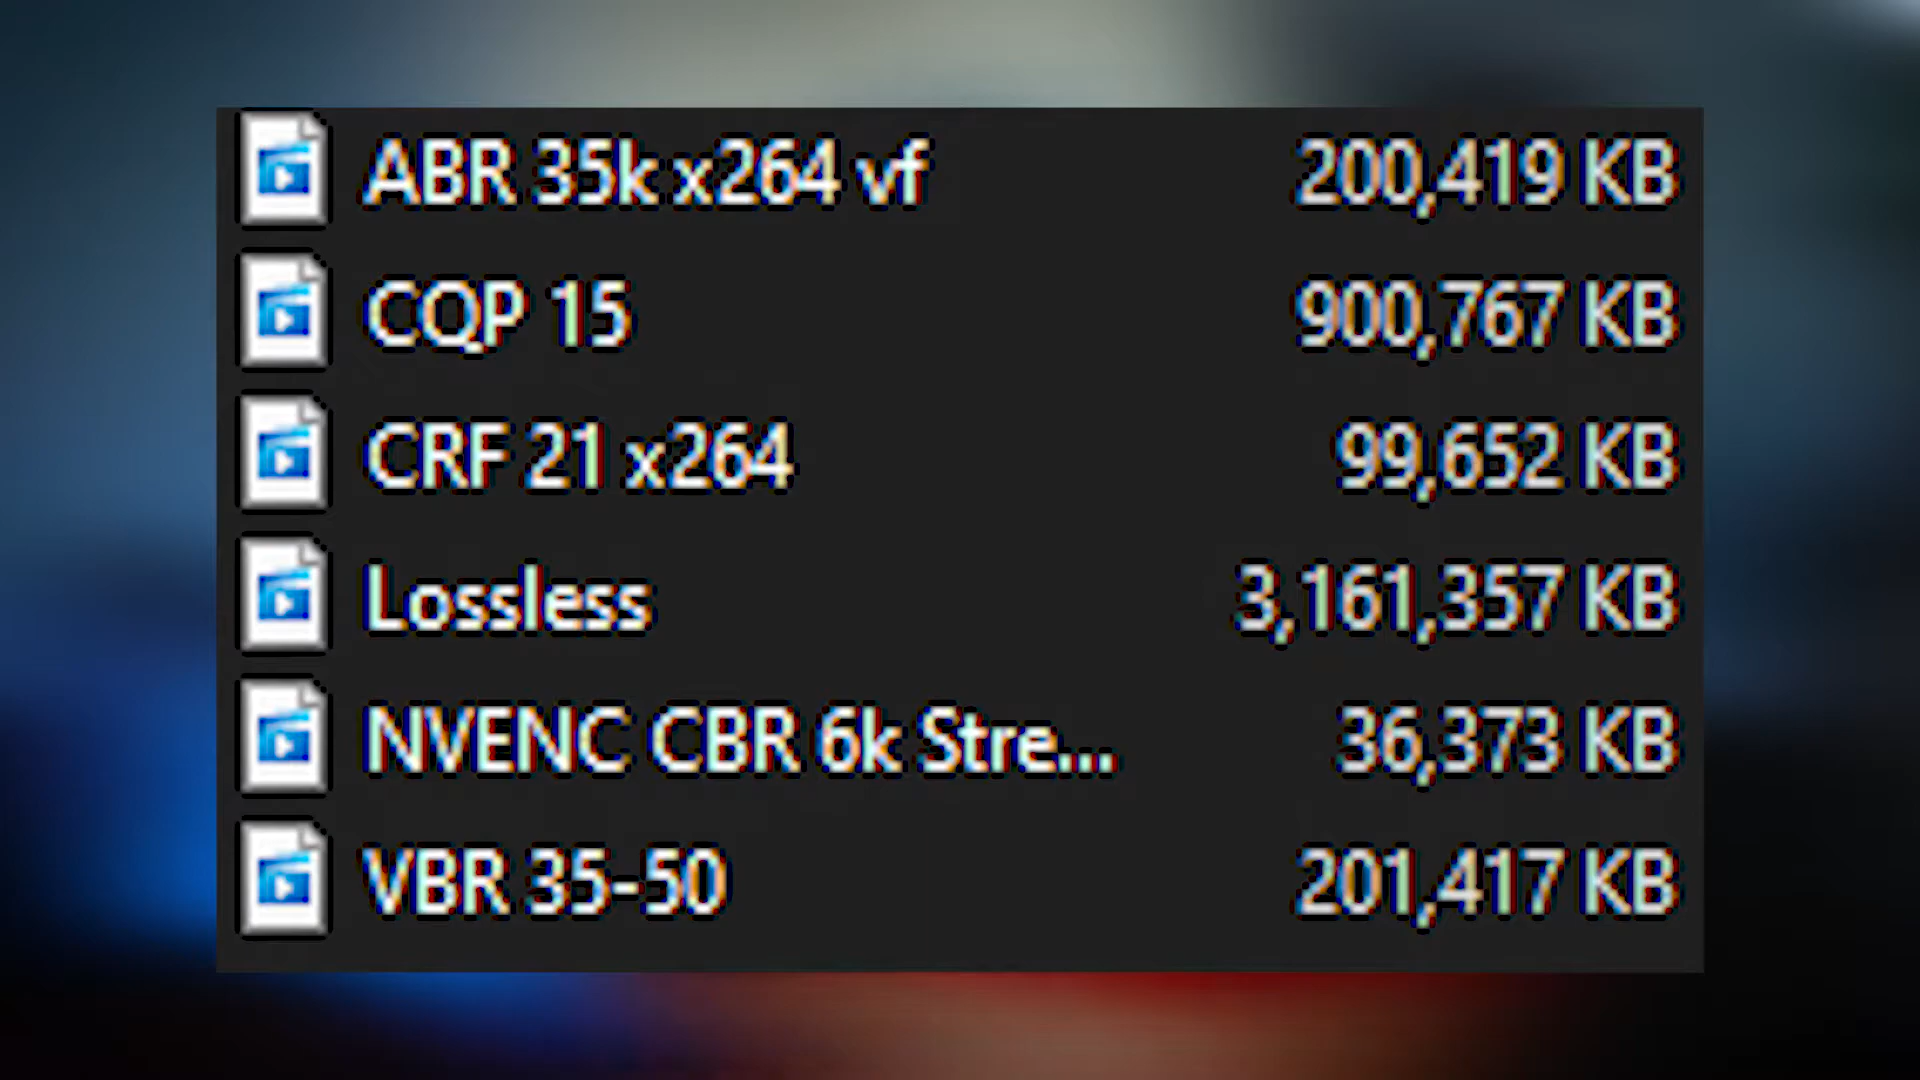 ABR 35k x264 vf 200,419 KB
CQP 15 900,767 KB
CRF 21 x264 99,652 KB
Lossless 3,161,357 KB
NVENC CBR 6k Stre... 36,373 KB
VBR 35-50 201,417 KB